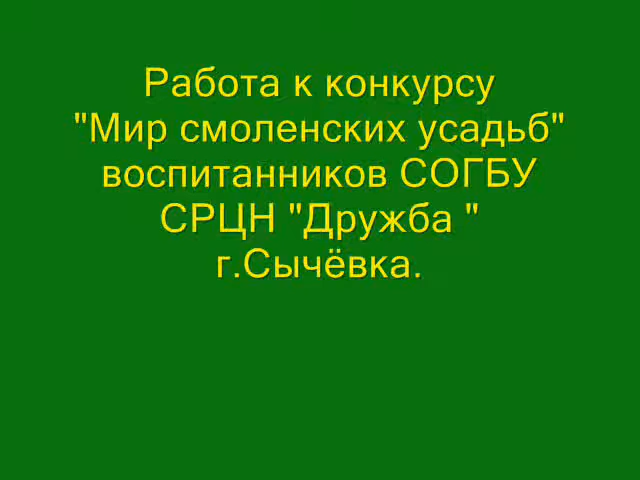 Работа к конкурсу
"Мир смоленских усадьб"
воспитанников СОГБУ
СРЦН "Дружба "
г.Сычёвка.